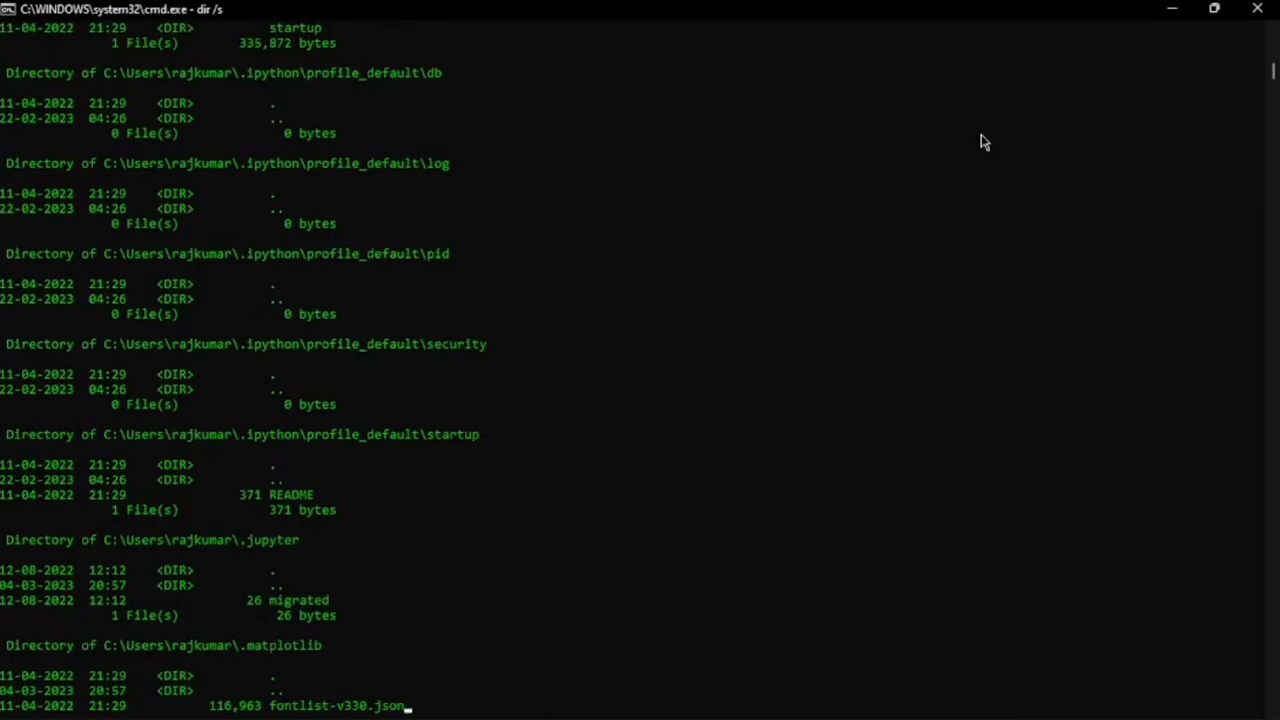 C:\WINDOWS\system32\cmd.exe - dir /s
11-04-2022  21:29    <DIR>          startup
               1 File(s)        335,872 bytes
Directory of C:\Users\rajkumar\.ipython\profile_default\db
11-04-2022  21:29    <DIR>          .
22-02-2023  04:26    <DIR>          ..
               0 File(s)              0 bytes
Directory of C:\Users\rajkumar\.ipython\profile_default\log
11-04-2022  21:29    <DIR>          .
22-02-2023  04:26    <DIR>          ..
               0 File(s)              0 bytes
Directory of C:\Users\rajkumar\.ipython\profile_default\pid
11-04-2022  21:29    <DIR>          .
22-02-2023  04:26    <DIR>          ..
               0 File(s)              0 bytes
Directory of C:\Users\rajkumar\.ipython\profile_default\security
11-04-2022  21:29    <DIR>          .
22-02-2023  04:26    <DIR>          ..
               0 File(s)              0 bytes
Directory of C:\Users\rajkumar\.ipython\profile_default\startup
11-04-2022  21:29    <DIR>          .
22-02-2023  04:26    <DIR>          ..
11-04-2022  21:29               371 README
               1 File(s)            371 bytes
Directory of C:\Users\rajkumar\.jupyter
12-08-2022  12:12    <DIR>          .
04-03-2023  20:57    <DIR>          ..
12-08-2022  12:12                26 migrated
               1 File(s)             26 bytes
Directory of C:\Users\rajkumar\.matplotlib
11-04-2022  21:29    <DIR>          .
04-03-2023  20:57    <DIR>          ..
11-04-2022  21:29           116,963 fontlist-v330.json